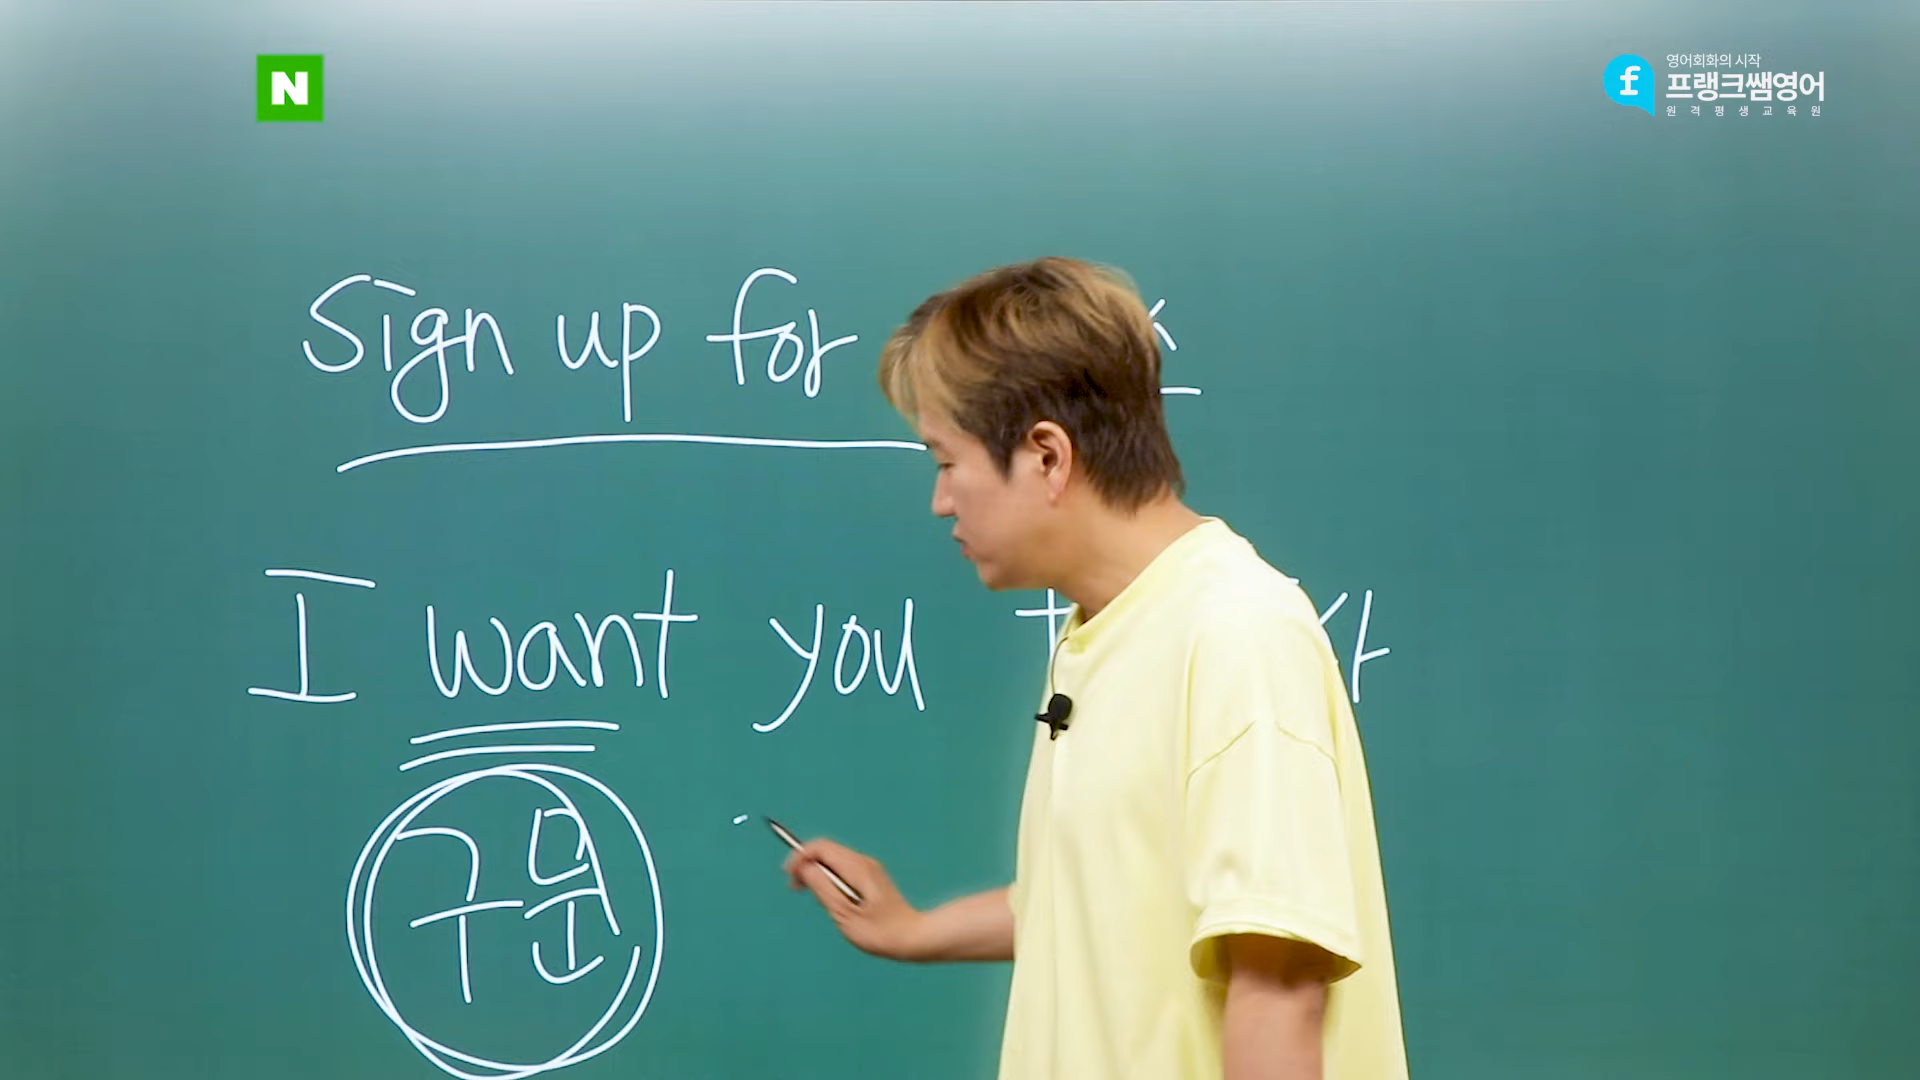 N
영어회화의 시작
프랭크쌤영어
원격평생교육원
Sign up for
I want you
구문